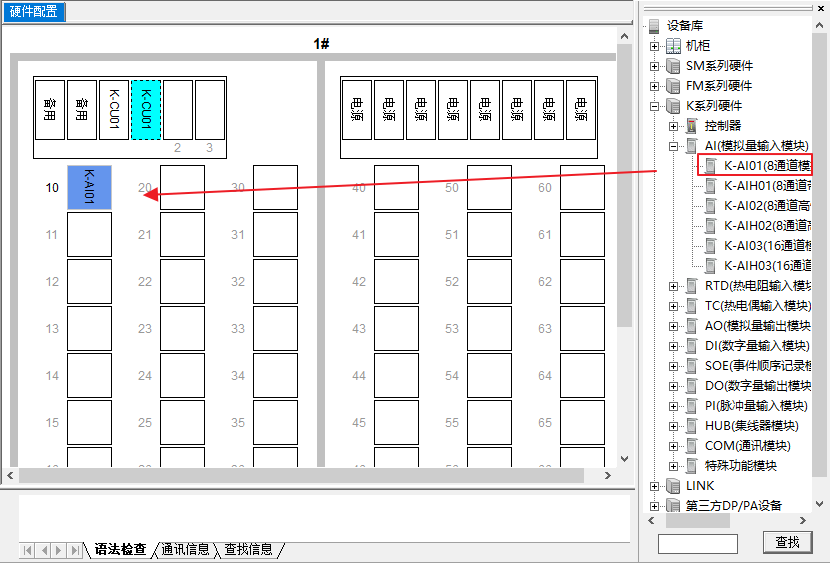 硬件配置
1#
备用
备用
K-CU01
K-CU01
2
3
电源
电源
电源
电源
电源
电源
电源
电源
10
K-AI01
20
30
40
50
60
11
21
31
41
51
61
12
22
32
42
52
62
13
23
33
43
53
63
14
24
34
44
54
64
15
25
35
45
55
65
语法检查
通讯信息
查找信息
设备库
机柜
SM系列硬件
FM系列硬件
K系列硬件
控制器
AI(模拟量输入模块)
K-AI01(8通道模
K-AIH01(8通道
K-AI02(8通道高
K-AIH02(8通道高
K-AI03(16通道模
K-AIH03(16通道
RTD(热电阻输入模块
TC(热电偶输入模块)
AO(模拟量输出模块
DI(数字量输入模块)
SOE(事件顺序记录模
DO(数字量输出模块
PI(脉冲量输入模块)
HUB(集线器模块)
COM(通讯模块)
特殊功能模块
LINK
第三方DP/PA设备
查找